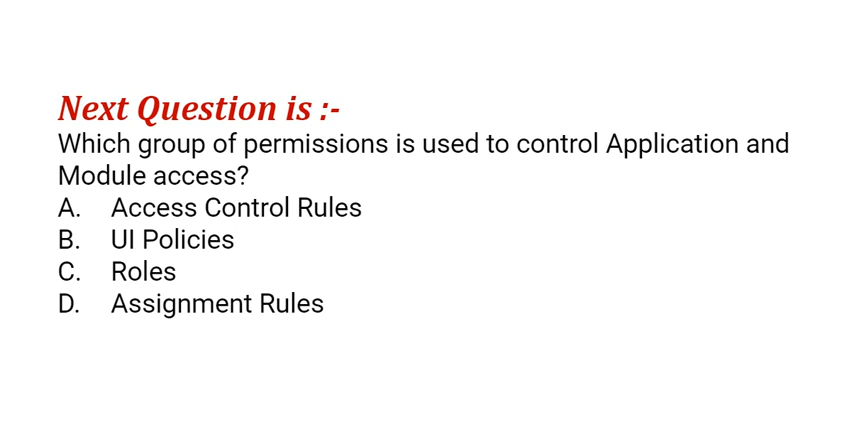 Next Question is :-
Which group of permissions is used to control Application and
Module access?
A. Access Control Rules
B. UI Policies
C. Roles
D. Assignment Rules